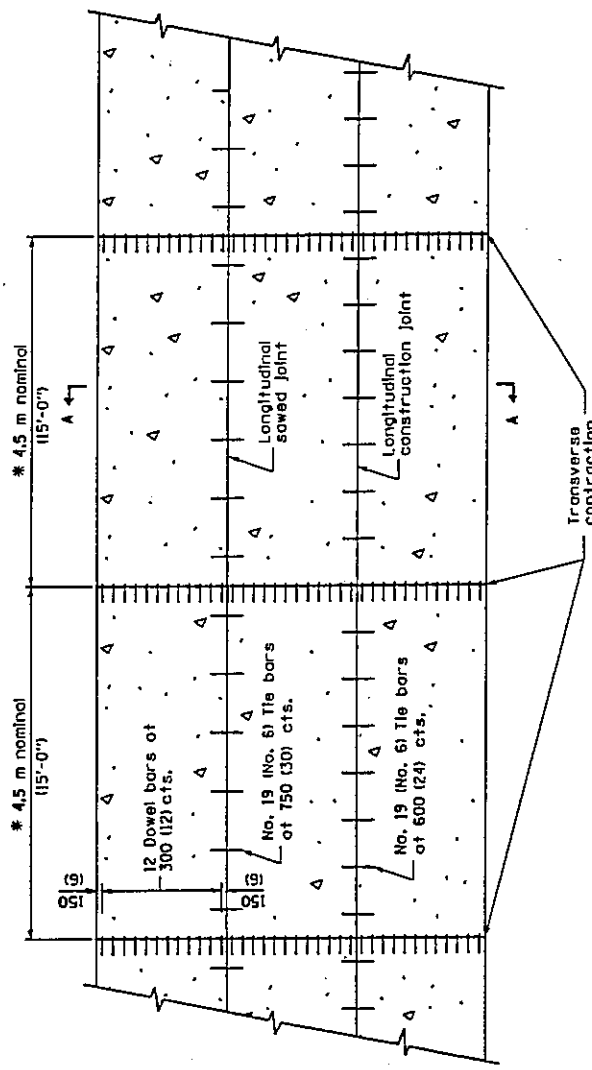 * 4.5 m nominal
(15'-0")
* 4.5 m nominal
(15'-0")
A
150
(6)
12 Dowel bars at
300 (12) cts.
150
(6)
No. 19 (No. 6) Tie bars
at 750 (30) cts.
No. 19 (No. 6) Tie bars
at 600 (24) cts.
Longitudinal
sawed joint
Longitudinal
construction joint
A
Transverse
contraction